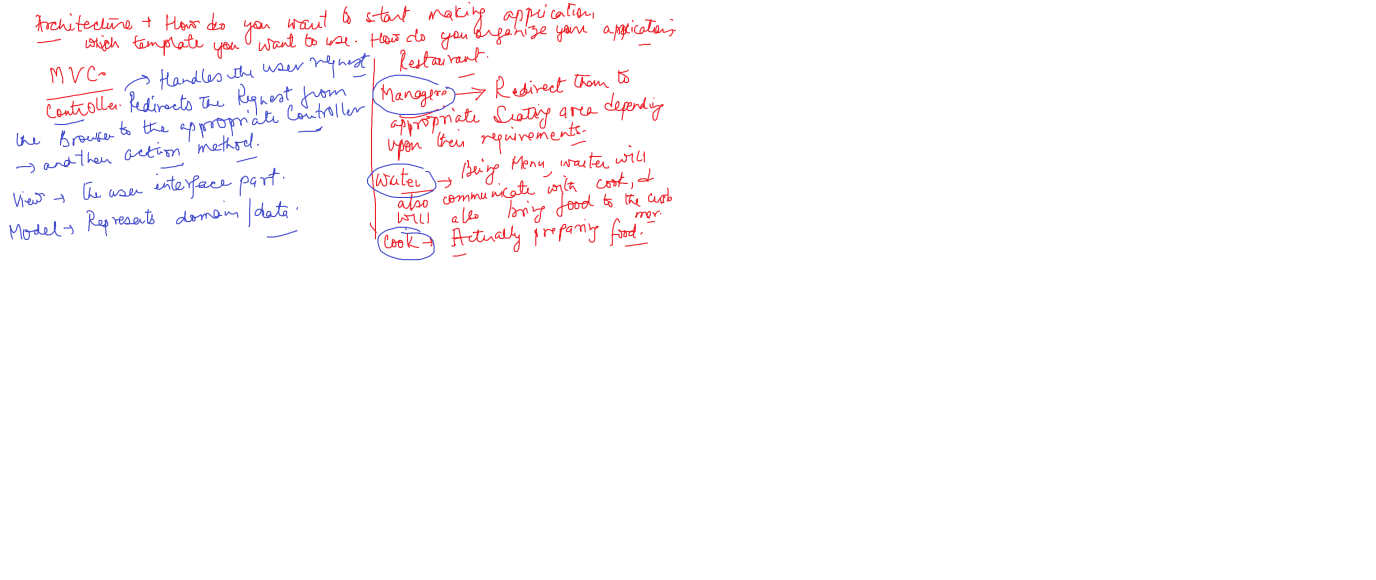 Architecture → How do you want to start making application,
which template you want to use. How do you organize your applications
MVC.
→ Handles the user request
Controller. Redirects the Request from
the Browser to the appropriate Controller
→ and then action method.
View → the user interface part.
Model → Represents domain/data.
Restaurant.
Manager → Redirect them to
appropriate Seating area depending
upon their requirements.
Waiter → Being Menu, waiter will
also communicate with cook, &
will also bring food to the
Cook → Actually preparing food.